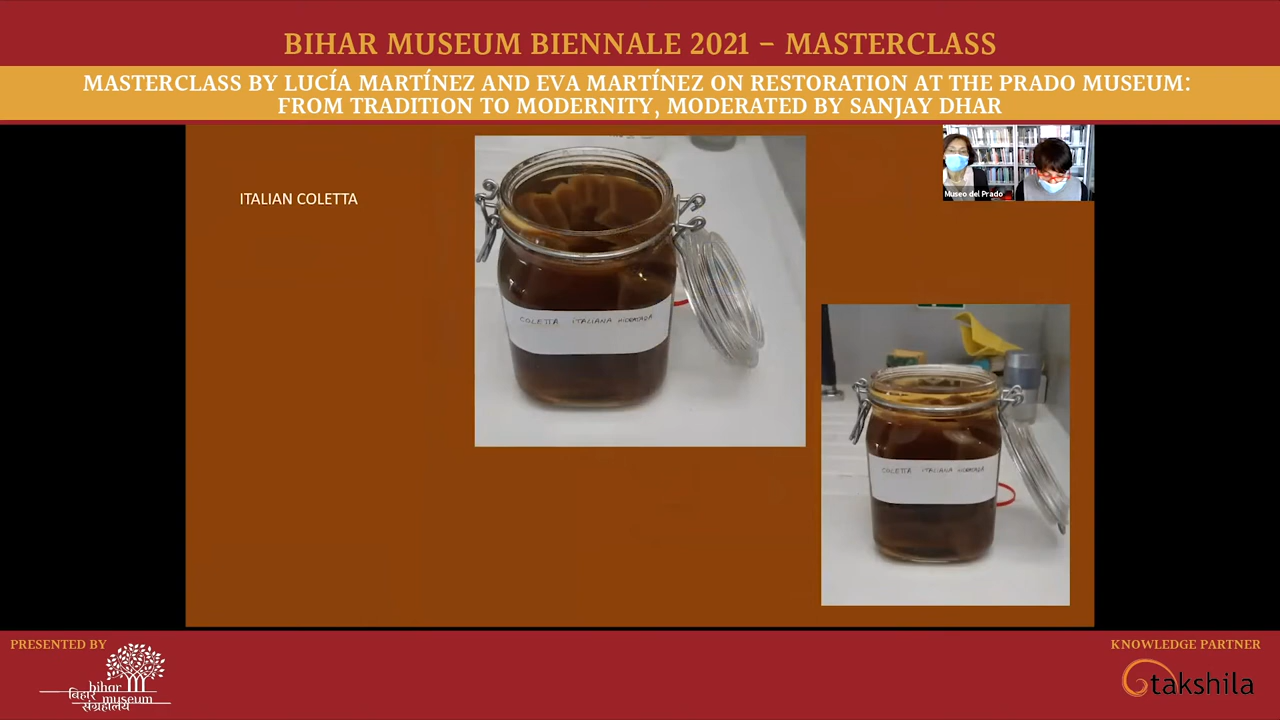 BIHAR MUSEUM BIENNALE 2021 – MASTERCLASS
MASTERCLASS BY LUCÍA MARTÍNEZ AND EVA MARTÍNEZ ON RESTORATION AT THE PRADO MUSEUM:
FROM TRADITION TO MODERNITY, MODERATED BY SANJAY DHAR
ITALIAN COLETTA
Museo del Prado
COLETTA ITALIANA HIDRATADA
COLETTA ITALIANA HIDRATADA
PRESENTED BY
bihar
बिहार museum
संग्रहालय
KNOWLEDGE PARTNER
takshila